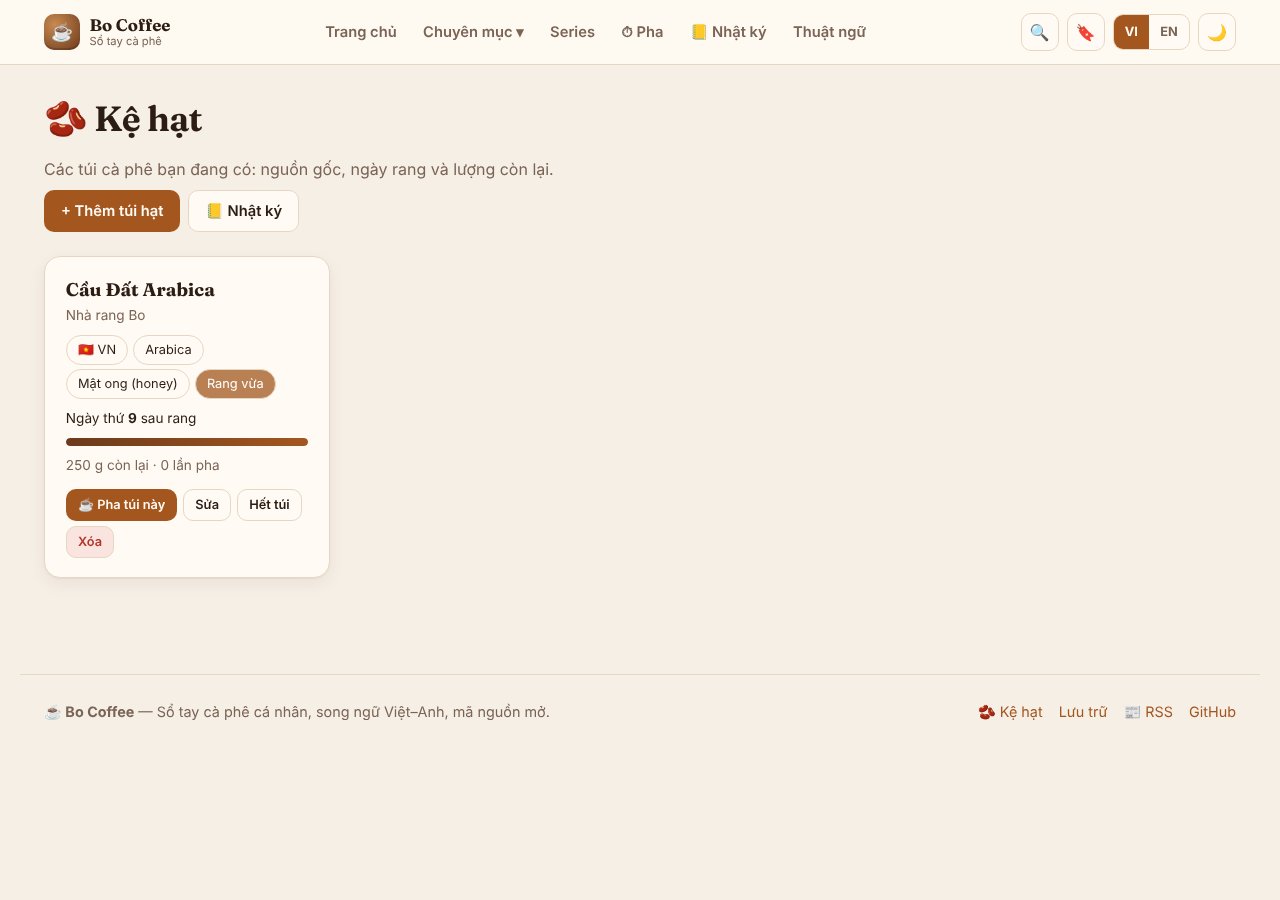 Bo Coffee
Sổ tay cà phê
Trang chủ
Chuyên mục ▾
Series
⏱ Pha
📒 Nhật ký
Thuật ngữ
VI
EN
🫘 Kệ hạt
Các túi cà phê bạn đang có: nguồn gốc, ngày rang và lượng còn lại.
+ Thêm túi hạt
📒 Nhật ký
Cầu Đất Arabica
Nhà rang Bo
🇻🇳 VN
Arabica
Mật ong (honey)
Rang vừa
Ngày thứ 9 sau rang
250 g còn lại · 0 lần pha
☕ Pha túi này
Sửa
Hết túi
Xóa
☕ Bo Coffee — Sổ tay cà phê cá nhân, song ngữ Việt–Anh, mã nguồn mở.
🫘 Kệ hạt
Lưu trữ
📰 RSS
GitHub